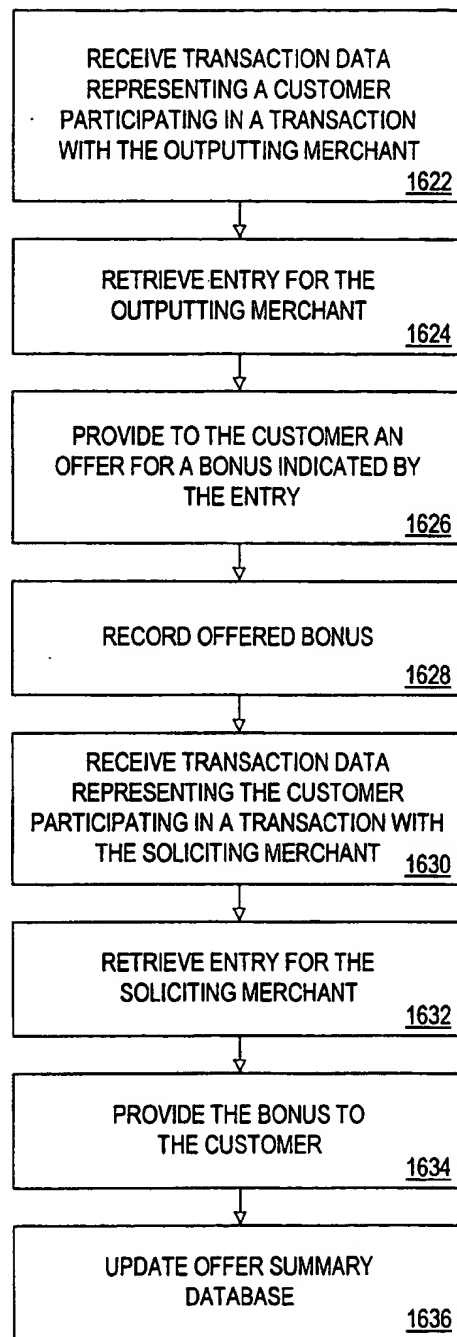 RECEIVE TRANSACTION DATA
REPRESENTING A CUSTOMER
PARTICIPATING IN A TRANSACTION
WITH THE OUTPUTTING MERCHANT
1622
RETRIEVE ENTRY FOR THE
OUTPUTTING MERCHANT
1624
PROVIDE TO THE CUSTOMER AN
OFFER FOR A BONUS INDICATED BY
THE ENTRY
1626
RECORD OFFERED BONUS
1628
RECEIVE TRANSACTION DATA
REPRESENTING THE CUSTOMER
PARTICIPATING IN A TRANSACTION WITH
THE SOLICITING MERCHANT
1630
RETRIEVE ENTRY FOR THE
SOLICITING MERCHANT
1632
PROVIDE THE BONUS TO
THE CUSTOMER
1634
UPDATE OFFER SUMMARY
DATABASE
1636